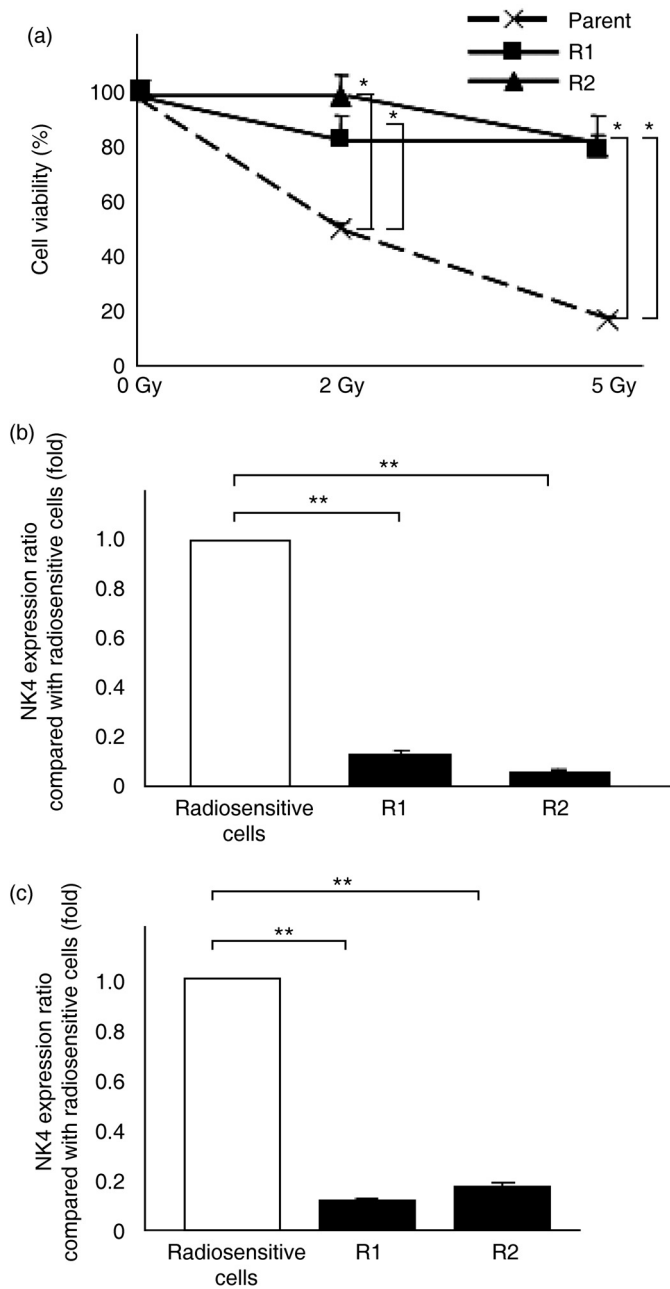 (a)
Parent
R1
R2
Cell viability (%)
100
80
60
40
20
0
* * * *
0 Gy 2 Gy 5 Gy
(b)
NK4 expression ratio
compared with radiosensitive cells (fold)
**
**
1.0
0.8
0.6
0.4
0.2
0
Radiosensitive
cells
R1
R2
(c)
NK4 expression ratio
compared with radiosensitive cells (fold)
**
**
1.0
0.8
0.6
0.4
0.2
0
Radiosensitive
cells
R1
R2